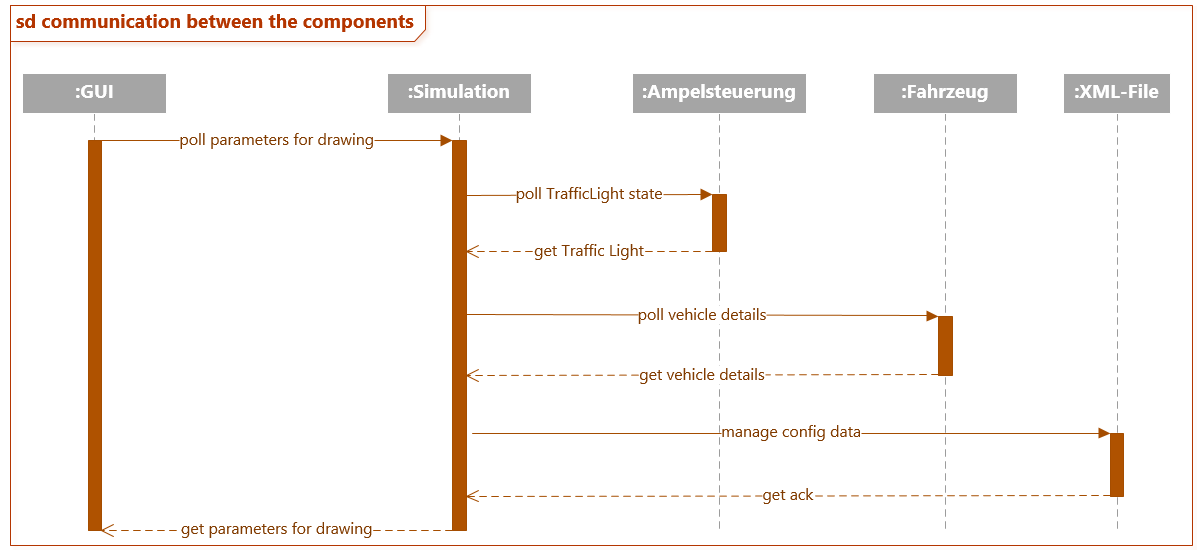 sd communication between the components
:GUI
:Simulation
:Ampelsteuerung
:Fahrzeug
:XML-File
poll parameters for drawing
poll TrafficLight state
get Traffic Light
poll vehicle details
get vehicle details
manage config data
get ack
get parameters for drawing